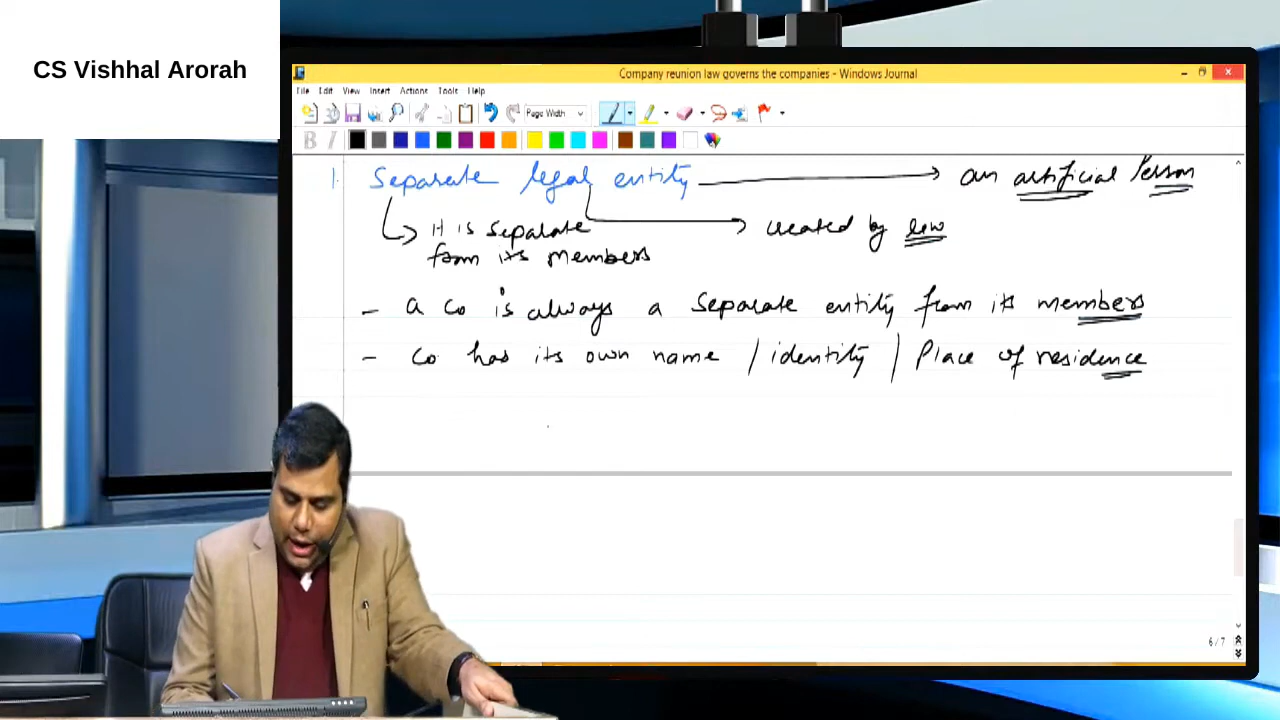 CS Vishhal Arorah
Company reunion law governs the companies - Windows Journal
File Edit View Insert Actions Tools Help
Page Width
B I
1. Separate legal entity → an artificial Person
↳ It is separate → created by law
from its members
- A Co is always a separate entity from its members
- Co has its own name / identity / Place of residence
6 / 7